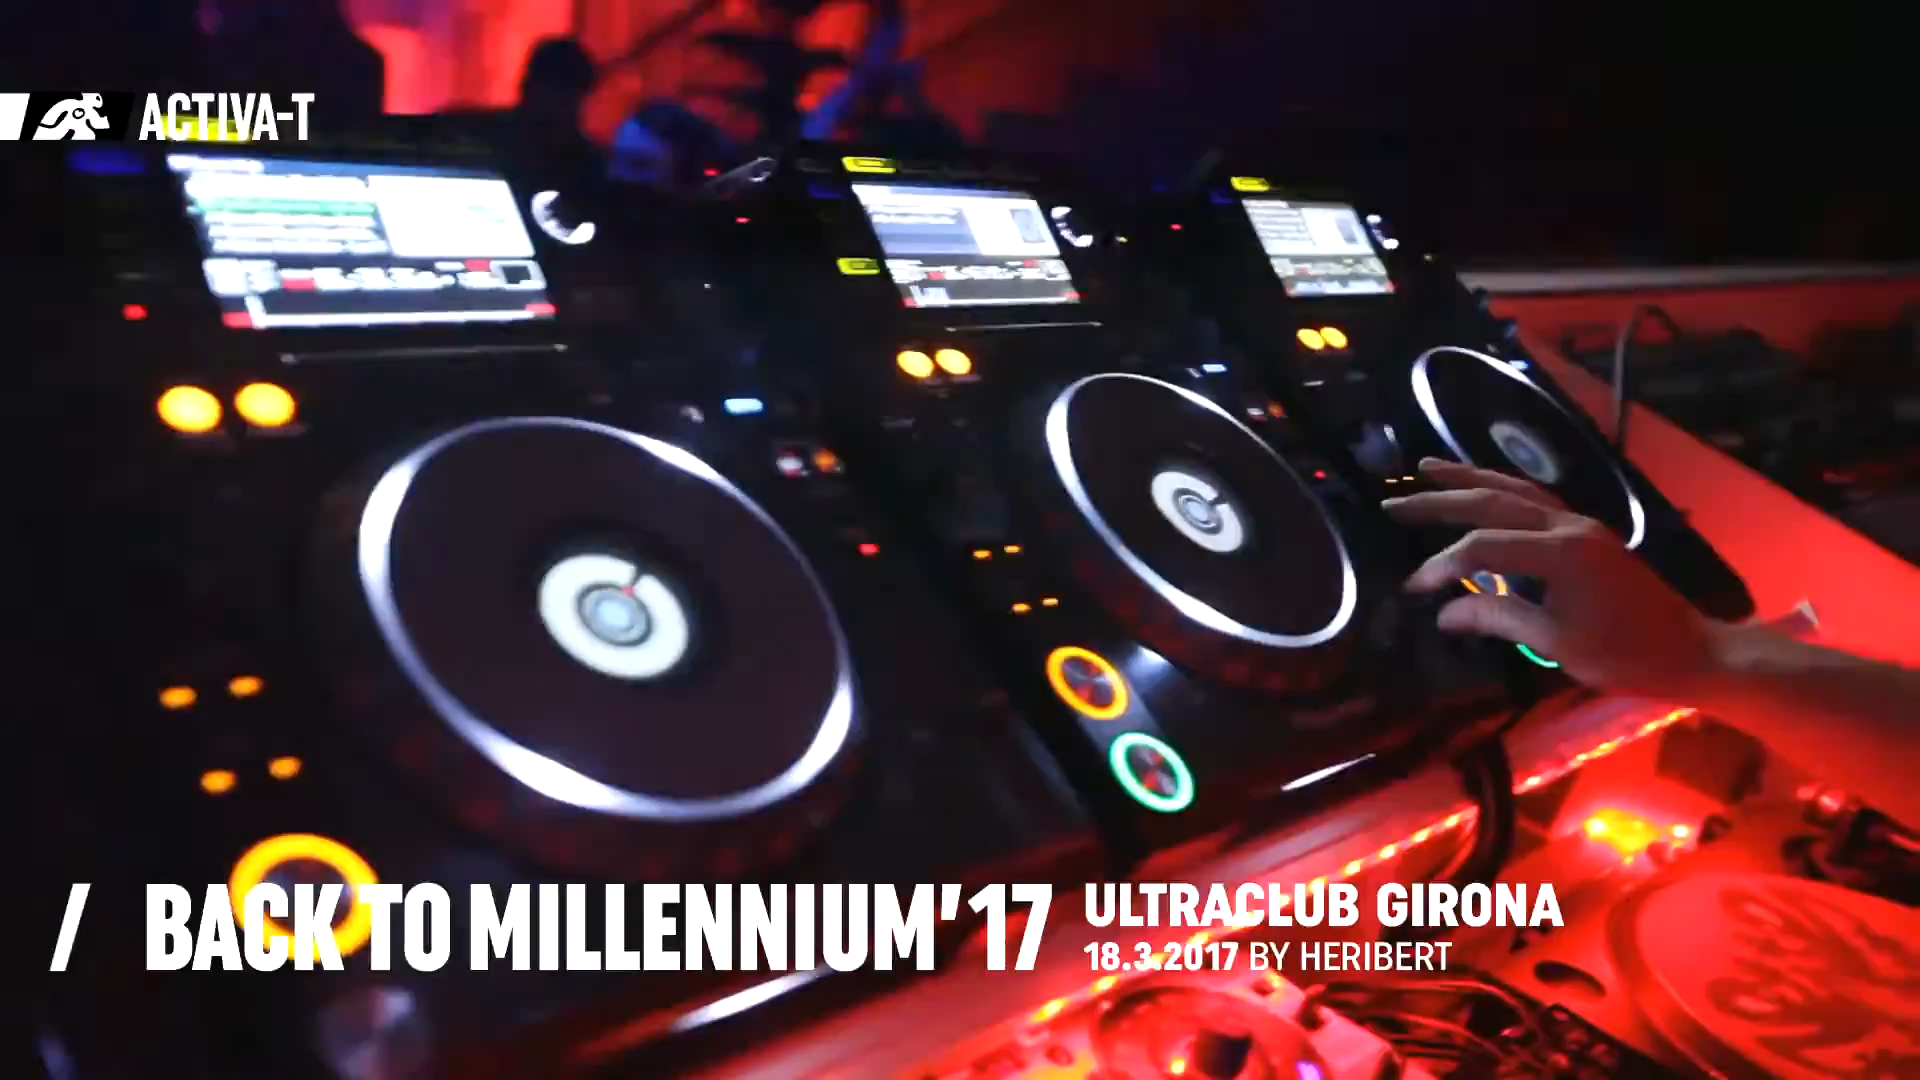 ACTIVA-T
/ BACK TO MILLENNIUM'17
ULTRACLUB GIRONA
18.3.2017 BY HERIBERT